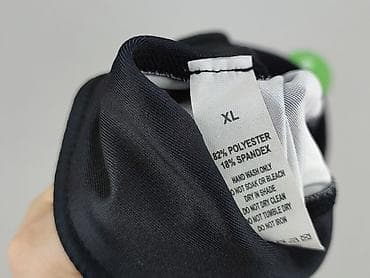 XL
82% POLYESTER
18% SPANDEX
HAND WASH ONLY
DO NOT SOAK OR BLEACH
DRY IN SHADE
DO NOT DRY CLEAN
DO NOT TUMBLE DRY
DO NOT IRON